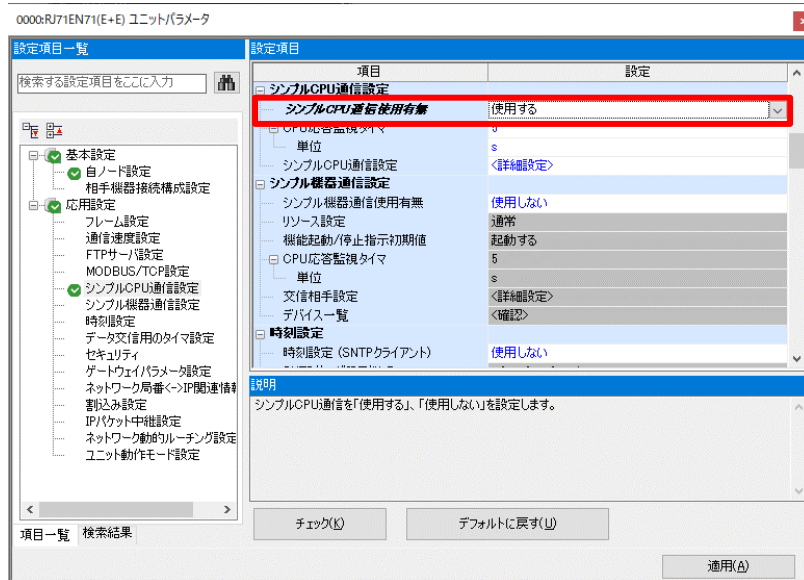 0000:RJ71EN71(E+E) ユニットパラメータ
設定項目一覧
検索する設定項目をここに入力
基本設定
自ノード設定
相手機器接続構成設定
応用設定
フレーム設定
通信速度設定
FTPサーバ設定
MODBUS/TCP設定
シンプルCPU通信設定
シンプル機器通信設定
時刻設定
データ交信用のタイマ設定
セキュリティ
ゲートウェイパラメータ設定
ネットワーク局番<->IP関連情報
割込み設定
IPパケット中継設定
ネットワーク動的ルーチング設定
ユニット動作モード設定
項目一覧 検索結果
設定項目
項目 設定
シンプルCPU通信設定
シンプルCPU通信使用有無 使用する
CPU応答監視タイマ 5
単位 s
シンプルCPU通信設定 <詳細設定>
シンプル機器通信設定
シンプル機器通信使用有無 使用しない
リソース設定 通常
機能起動/停止指示初期値 起動する
CPU応答監視タイマ 5
単位 s
交信相手設定 <詳細設定>
デバイス一覧 <確認>
時刻設定
時刻設定 (SNTPクライアント) 使用しない
説明
シンプルCPU通信を「使用する」、「使用しない」を設定します。
チェック(K) デフォルトに戻す(U)
適用(A)